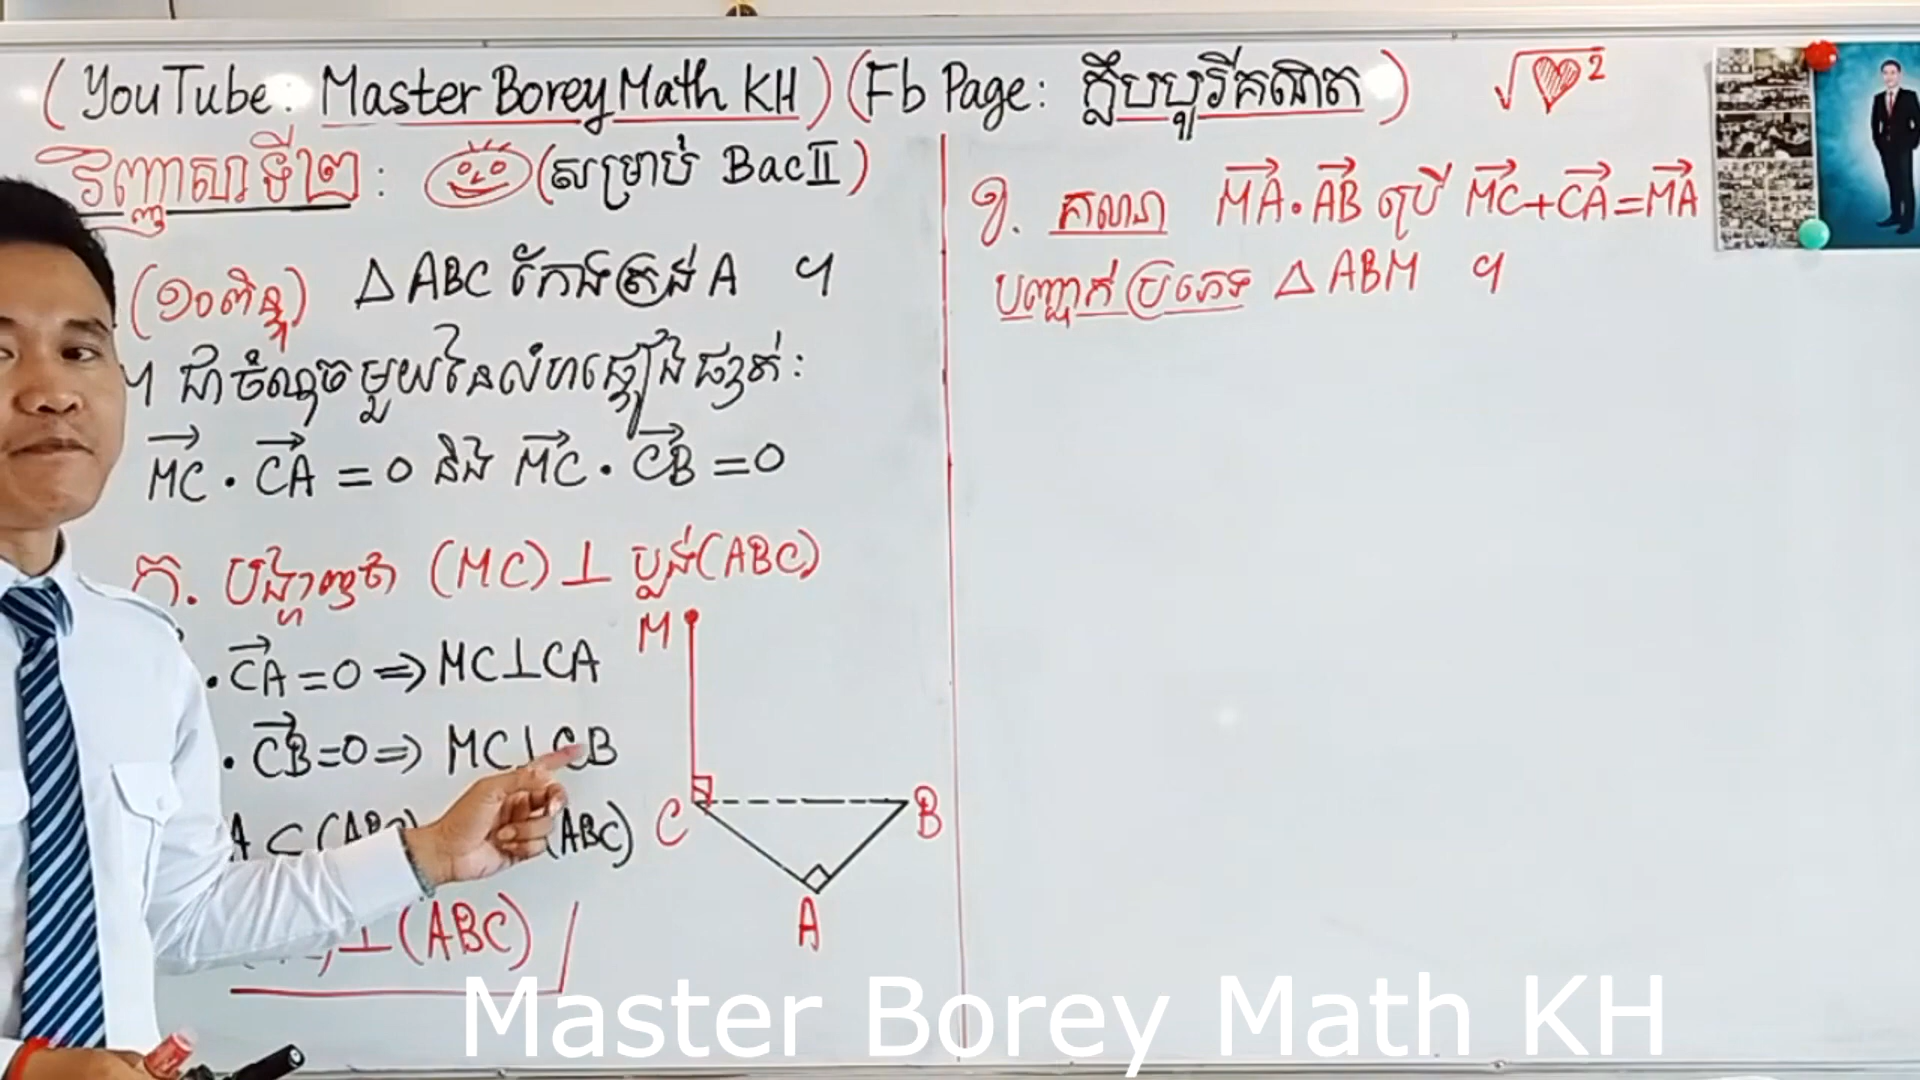 (YouTube: Master Borey Math KH) (Fb Page: ក្លឹបបូរីគណិត) √♡²
វិញ្ញាសាទី២ : (សម្រាប់ BacII)
(១០ពិន្ទុ) △ABC កែងត្រង់ A ។
M ជាចំណុចមួយនៃលំហផ្ទៀងផ្ទាត់:
MC · CA = 0 និង MC · CB = 0
ក. បង្ហាញថា (MC) ⊥ ប្លង់(ABC)
· CA = 0 ⇒ MC⊥CA
· CB = 0 ⇒ MC⊥CB
A ⊂ (ABC) (ABC)
⊥(ABC)
M
C
B
A
ខ. គណនា MA · AB បើ MC+CA=MA
បញ្ជាក់ប្រភេទ △ ABM ។
Master Borey Math KH